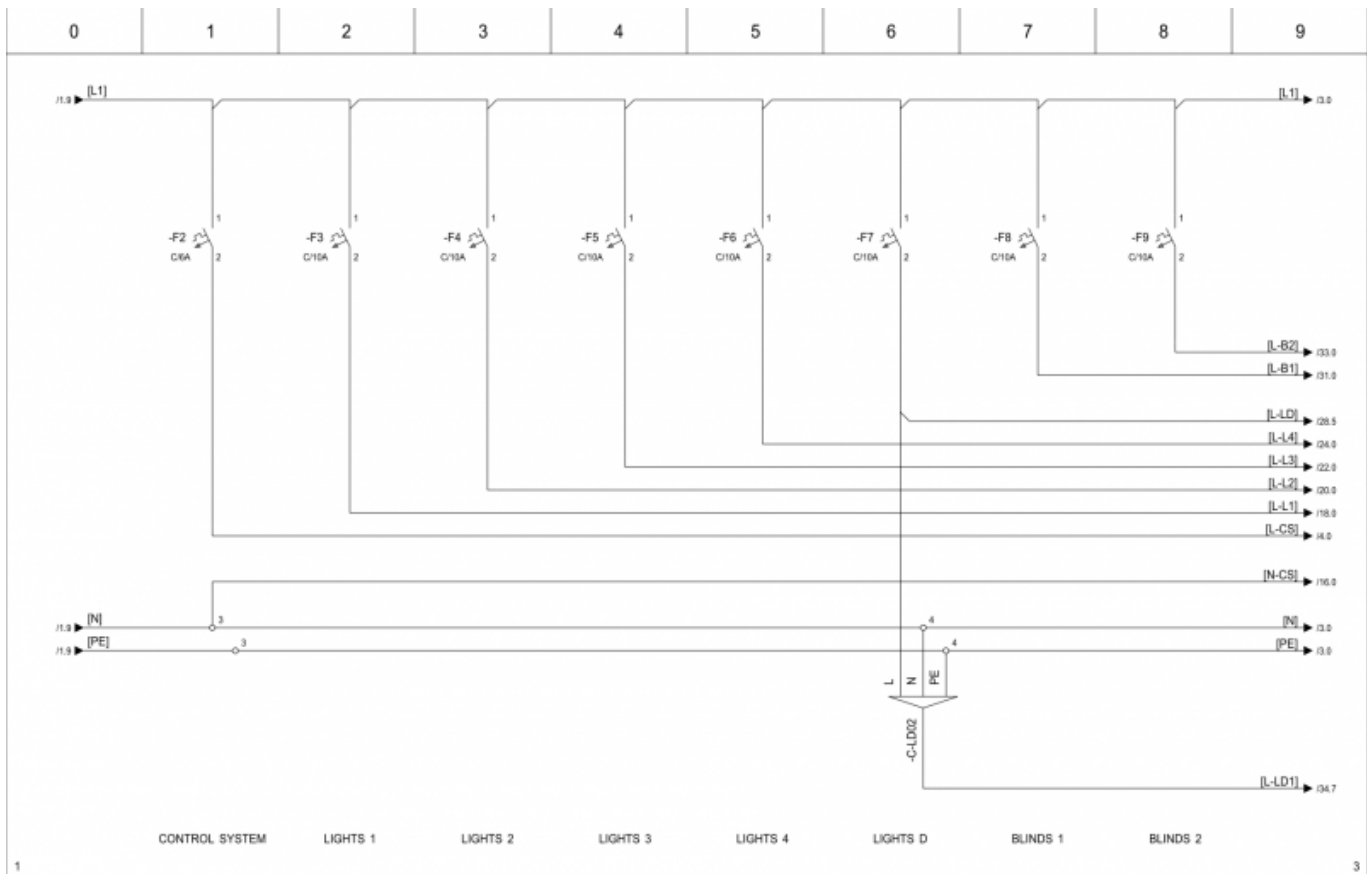 0 1 2 3 4 5 6 7 8 9
[L1] [L1]
/1.9 /3.0
1 1 1 1 1 1 1 1
-F2 -F3 -F4 -F5 -F6 -F7 -F8 -F9
C/6A 2 C/10A 2 C/10A 2 C/10A 2 C/10A 2 C/10A 2 C/10A 2 C/10A 2
[L-B2] /33.0
[L-B1] /31.0
[L-LD] /28.5
[L-L4] /24.0
[L-L3] /22.0
[L-L2] /20.0
[L-L1] /18.0
[L-CS] /4.0
[N-CS] /16.0
/1.9 [N] 3 4 [N] /3.0
/1.9 [PE] 3 4 [PE] /3.0
L N PE
-C-LD02
[L-LD1] /34.7
CONTROL SYSTEM LIGHTS 1 LIGHTS 2 LIGHTS 3 LIGHTS 4 LIGHTS D BLINDS 1 BLINDS 2
1 3